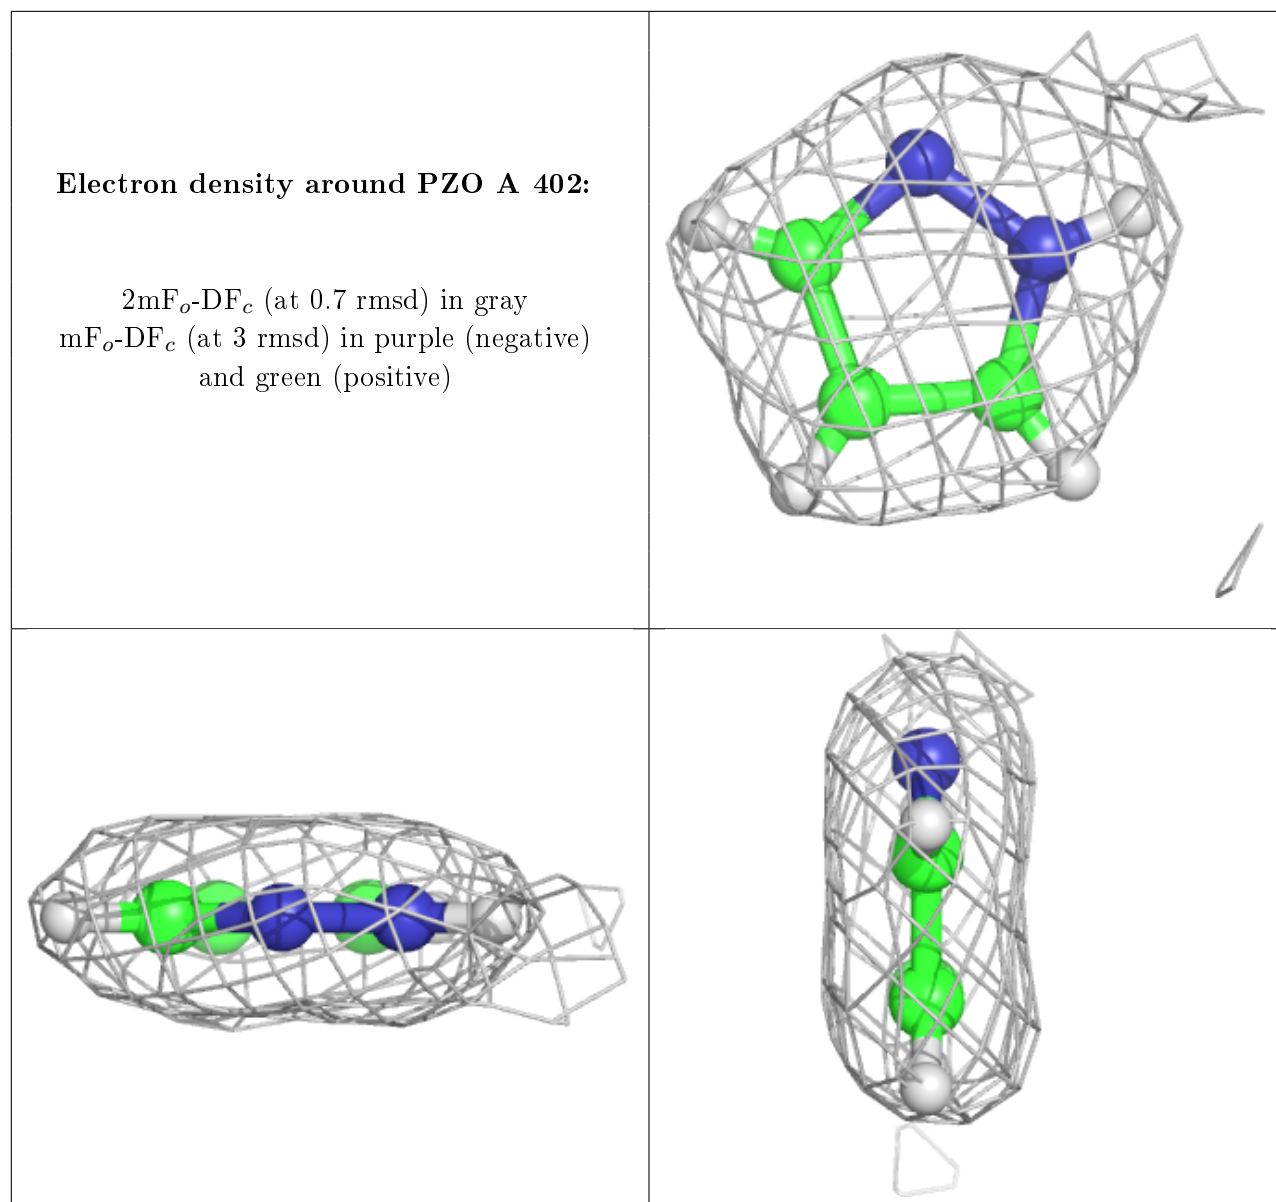 Electron density around PZO A 402:
2mFₒ-DF𝒸 (at 0.7 rmsd) in gray
mFₒ-DF𝒸 (at 3 rmsd) in purple (negative)
and green (positive)